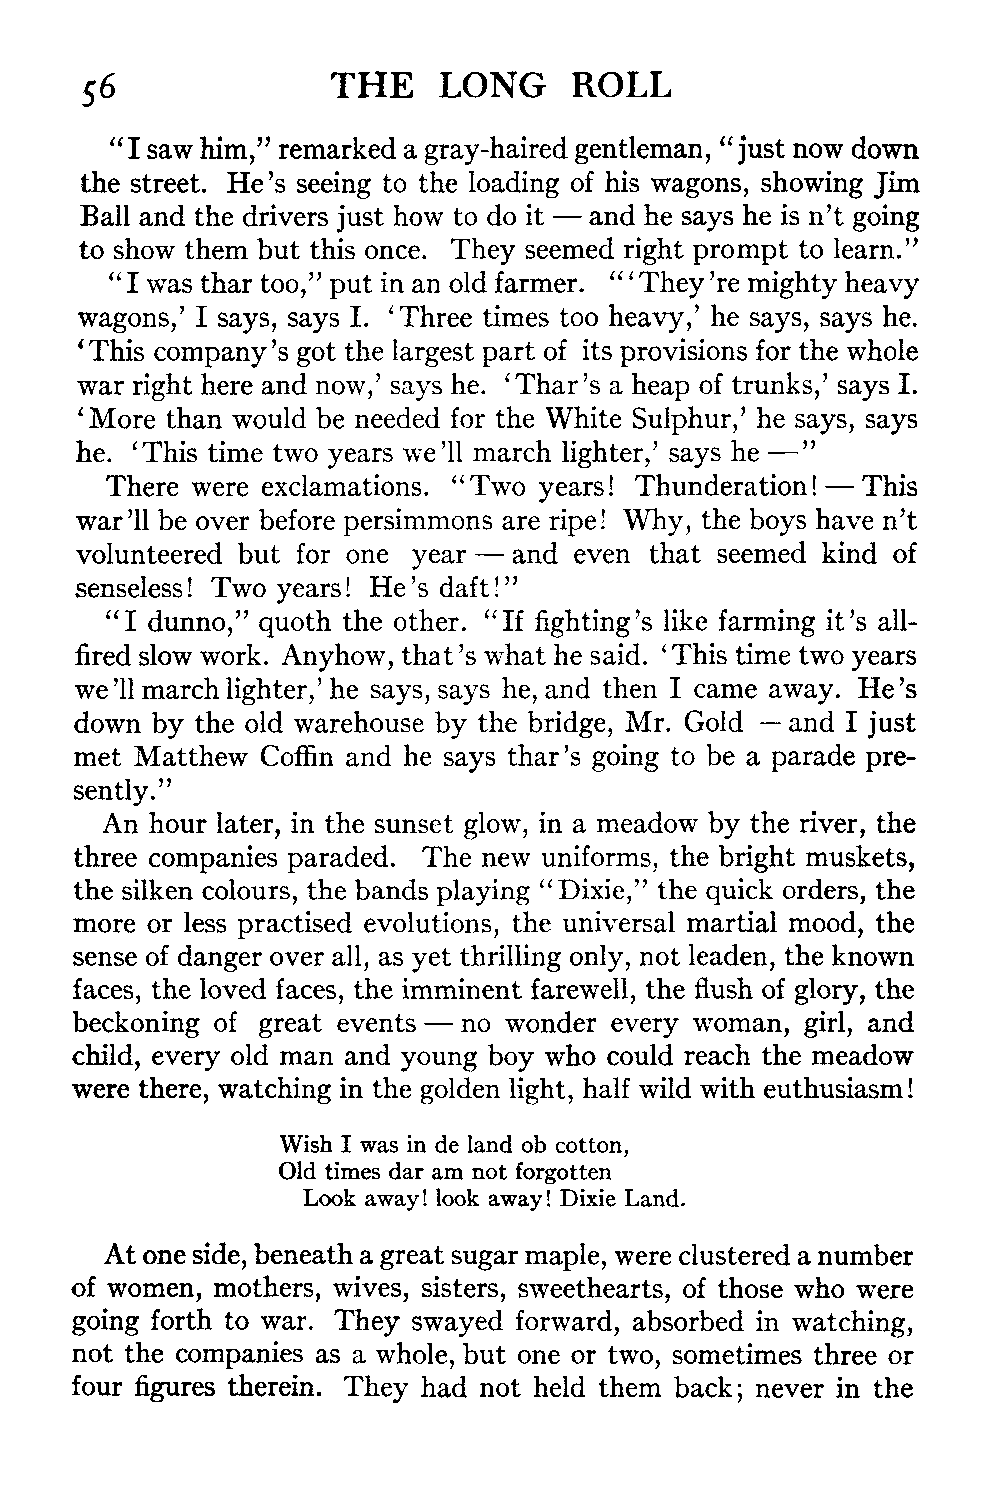 56 THE LONG ROLL
"I saw him," remarked a gray-haired gentleman, "just now down
the street. He's seeing to the loading of his wagons, showing Jim
Ball and the drivers just how to do it — and he says he is n't going
to show them but this once. They seemed right prompt to learn."
"I was thar too," put in an old farmer. "'They're mighty heavy
wagons,' I says, says I. 'Three times too heavy,' he says, says he.
'This company's got the largest part of its provisions for the whole
war right here and now,' says he. 'Thar's a heap of trunks,' says I.
'More than would be needed for the White Sulphur,' he says, says
he. 'This time two years we'll march lighter,' says he —"
There were exclamations. "Two years! Thunderation! — This
war'll be over before persimmons are ripe! Why, the boys have n't
volunteered but for one year — and even that seemed kind of
senseless! Two years! He's daft!"
"I dunno," quoth the other. "If fighting's like farming it's all-
fired slow work. Anyhow, that's what he said. 'This time two years
we'll march lighter,' he says, says he, and then I came away. He's
down by the old warehouse by the bridge, Mr. Gold — and I just
met Matthew Coffin and he says thar's going to be a parade pre-
sently."
An hour later, in the sunset glow, in a meadow by the river, the
three companies paraded. The new uniforms, the bright muskets,
the silken colours, the bands playing "Dixie," the quick orders, the
more or less practised evolutions, the universal martial mood, the
sense of danger over all, as yet thrilling only, not leaden, the known
faces, the loved faces, the imminent farewell, the flush of glory, the
beckoning of great events — no wonder every woman, girl, and
child, every old man and young boy who could reach the meadow
were there, watching in the golden light, half wild with euthusiasm!
Wish I was in de land ob cotton,
Old times dar am not forgotten
Look away! look away! Dixie Land.
At one side, beneath a great sugar maple, were clustered a number
of women, mothers, wives, sisters, sweethearts, of those who were
going forth to war. They swayed forward, absorbed in watching,
not the companies as a whole, but one or two, sometimes three or
four figures therein. They had not held them back; never in the